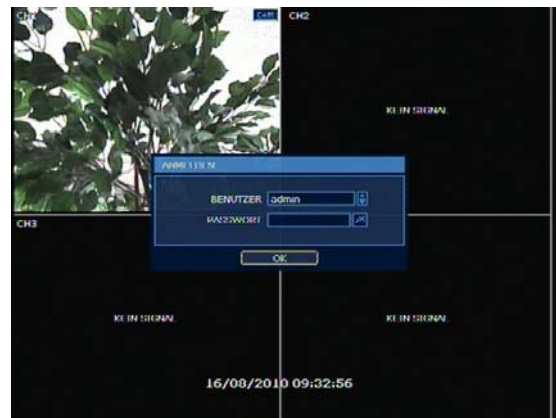 CAM
CH2
KEIN SIGNAL
ANMELDEN
BENUTZER admin
PASSWORT
OK
CH3
KEIN SIGNAL
KEIN SIGNAL
16/08/2010 09:32:56